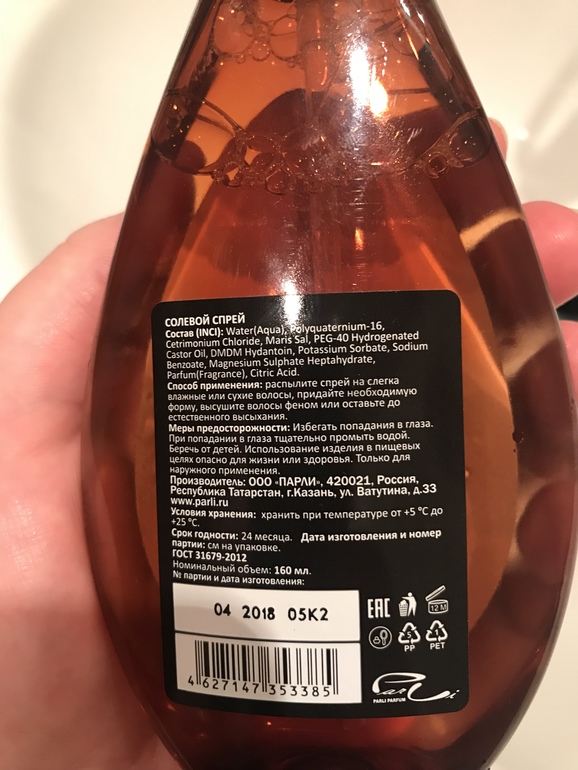 СОЛЕВОЙ СПРЕЙ
Состав (INCI): Water(Aqua), Polyquaternium-16,
Cetrimonium Chloride, Maris Sal, PEG-40 Hydrogenated
Castor Oil, DMDM Hydantoin, Potassium Sorbate, Sodium
Benzoate, Magnesium Sulphate Heptahydrate,
Parfum(Fragrance), Citric Acid.
Способ применения: распылите спрей на слегка
влажные или сухие волосы, придайте необходимую
форму, высушите волосы феном или оставьте до
естественного высыхания.
Меры предосторожности: Избегать попадания в глаза.
При попадании в глаза тщательно промыть водой.
Беречь от детей. Использование изделия в пищевых
целях опасно для жизни или здоровья. Только для
наружного применения.
Производитель: ООО «ПАРЛИ», 420021, Россия,
Республика Татарстан, г.Казань, ул. Ватутина, д.33
www.parli.ru
Условия хранения: хранить при температуре от +5 °C до
+25 °C.
Срок годности: 24 месяца. Дата изготовления и номер
партии: см на упаковке.
ГОСТ 31679-2012
Номинальный объем: 160 мл.
№ партии и дата изготовления:
04 2018 05K2
EAC
12 M
5
PP
1
PET
4 627147 353385
Parli
PARLI PARFUM